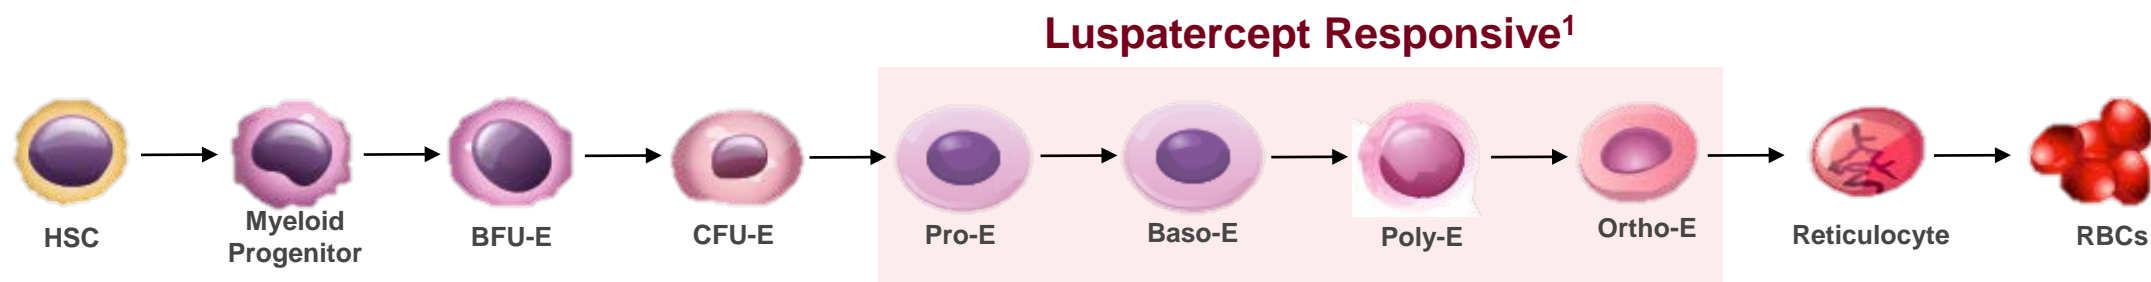 Luspatercept Responsive¹
HSC
Myeloid
Progenitor
BFU-E
CFU-E
Pro-E
Baso-E
Poly-E
Ortho-E
Reticulocyte
RBCs